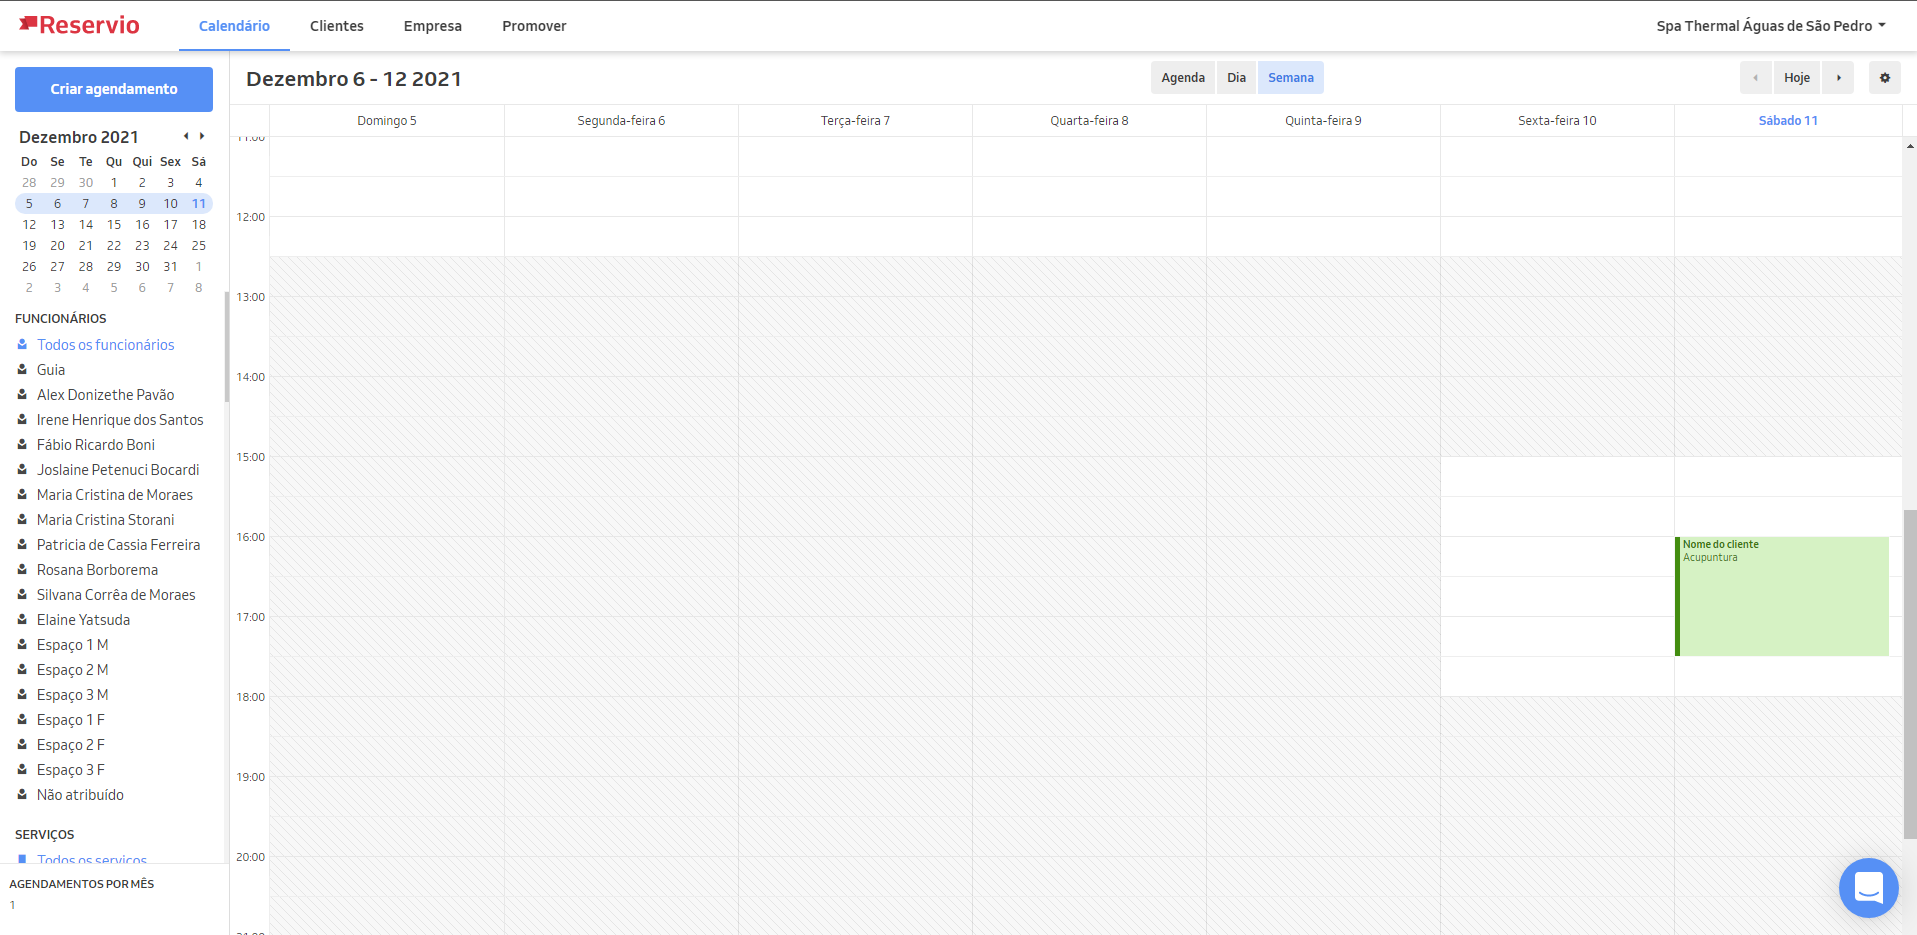 Reservio
Calendário
Clientes
Empresa
Promover
Spa Thermal Águas de São Pedro
Criar agendamento
Dezembro 2021
Do Se Te Qu Qui Sex Sá
28 29 30 1 2 3 4
5 6 7 8 9 10 11
12 13 14 15 16 17 18
19 20 21 22 23 24 25
26 27 28 29 30 31 1
2 3 4 5 6 7 8
FUNCIONÁRIOS
Todos os funcionários
Guia
Alex Donizethe Pavão
Irene Henrique dos Santos
Fábio Ricardo Boni
Joslaine Petenuci Bocardi
Maria Cristina de Moraes
Maria Cristina Storani
Patricia de Cassia Ferreira
Rosana Borborema
Silvana Corrêa de Moraes
Elaine Yatsuda
Espaço 1 M
Espaço 2 M
Espaço 3 M
Espaço 1 F
Espaço 2 F
Espaço 3 F
Não atribuído
SERVIÇOS
Todos os serviços
AGENDAMENTOS POR MÊS
1
Dezembro 6 - 12 2021
Agenda
Dia
Semana
Hoje
Domingo 5
Segunda-feira 6
Terça-feira 7
Quarta-feira 8
Quinta-feira 9
Sexta-feira 10
Sábado 11
11:00
12:00
13:00
14:00
15:00
16:00
Nome do cliente
Acupuntura
17:00
18:00
19:00
20:00
21:00